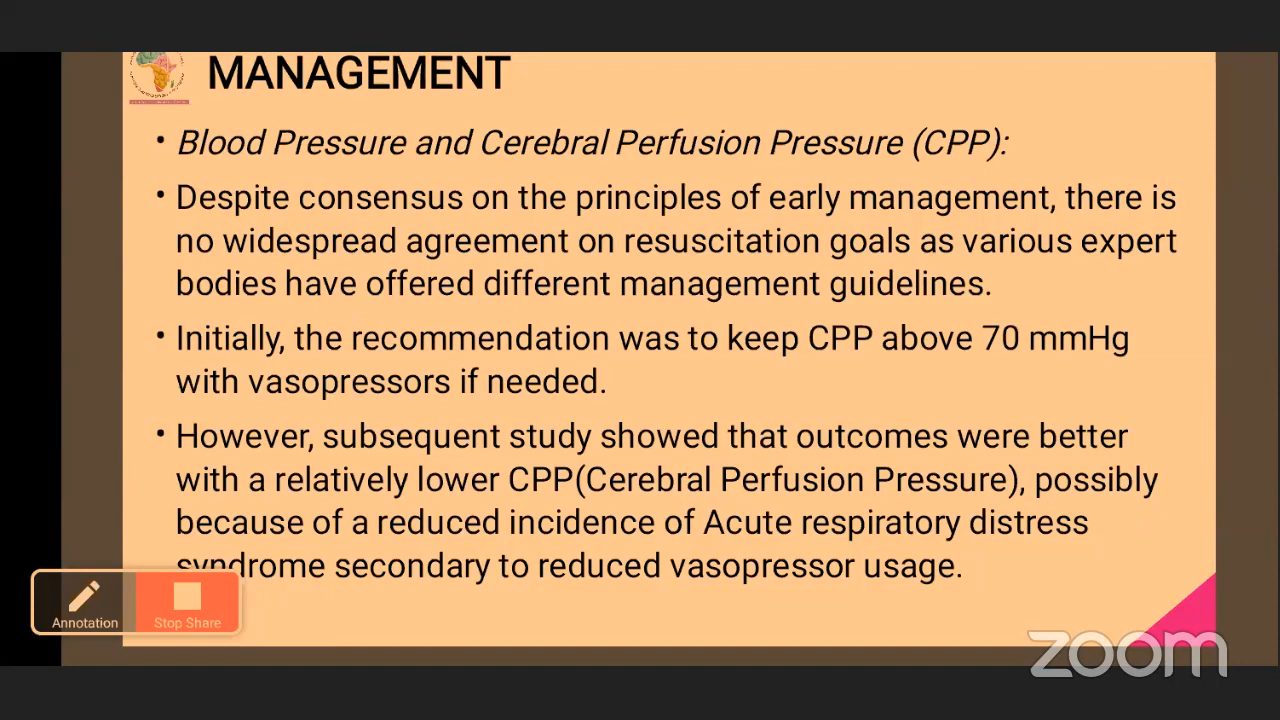 MANAGEMENT
• Blood Pressure and Cerebral Perfusion Pressure (CPP):
• Despite consensus on the principles of early management, there is
no widespread agreement on resuscitation goals as various expert
bodies have offered different management guidelines.
• Initially, the recommendation was to keep CPP above 70 mmHg
with vasopressors if needed.
• However, subsequent study showed that outcomes were better
with a relatively lower CPP(Cerebral Perfusion Pressure), possibly
because of a reduced incidence of Acute respiratory distress
syndrome secondary to reduced vasopressor usage.
Annotation
Stop Share
zoom